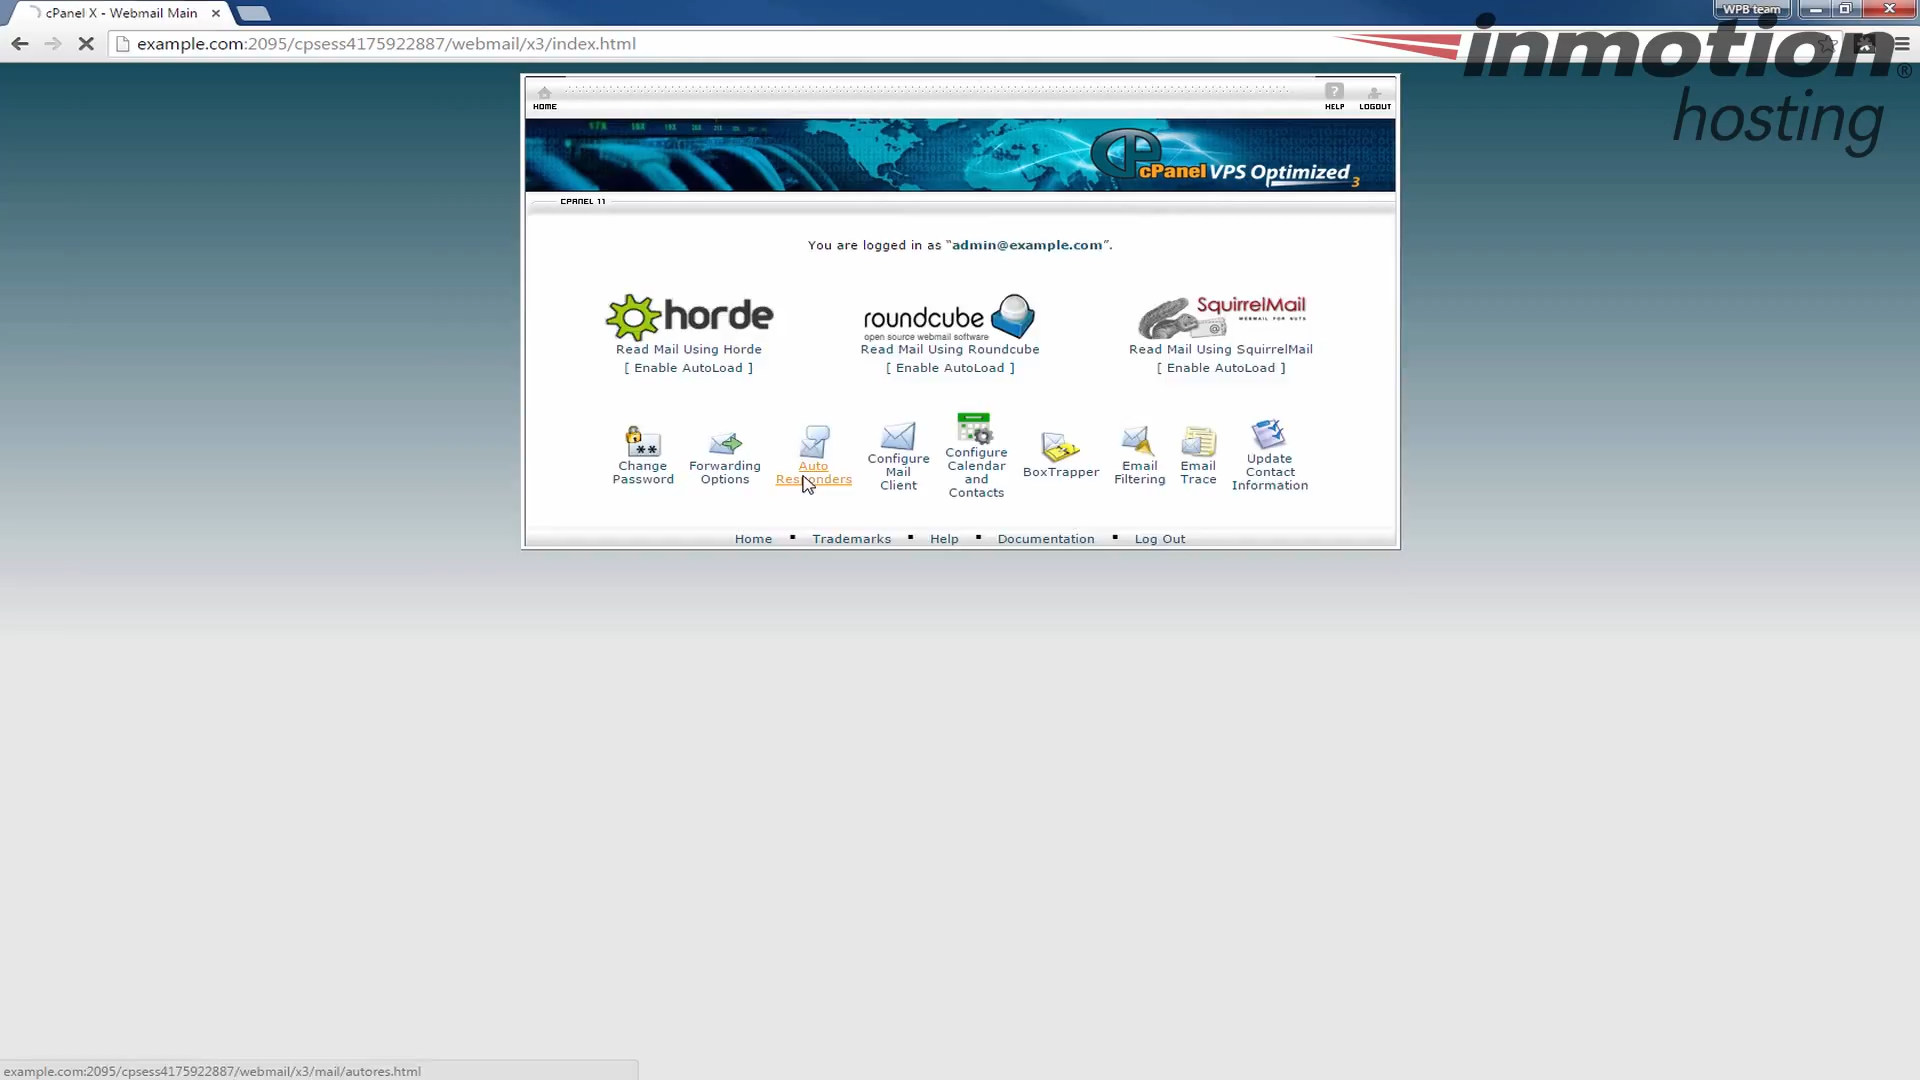 cPanel X - Webmail Main
WPB team
example.com:2095/cpsess4175922887/webmail/x3/index.html
inmotion®
hosting
HOME
HELP
LOGOUT
cPanel VPS Optimized 3
CPANEL 11
You are logged in as “admin@example.com”.
horde
Read Mail Using Horde
[ Enable AutoLoad ]
roundcube
open source webmail software
Read Mail Using Roundcube
[ Enable AutoLoad ]
SquirrelMail
WEBMAIL FOR NUTS
@
Read Mail Using SquirrelMail
[ Enable AutoLoad ]
**
Change
Password
Forwarding
Options
Auto
Responders
Configure
Mail
Client
Configure
Calendar
and
Contacts
BoxTrapper
Email
Filtering
Email
Trace
Update
Contact
Information
Home ▪ Trademarks ▪ Help ▪ Documentation ▪ Log Out
example.com:2095/cpsess4175922887/webmail/x3/mail/autores.html